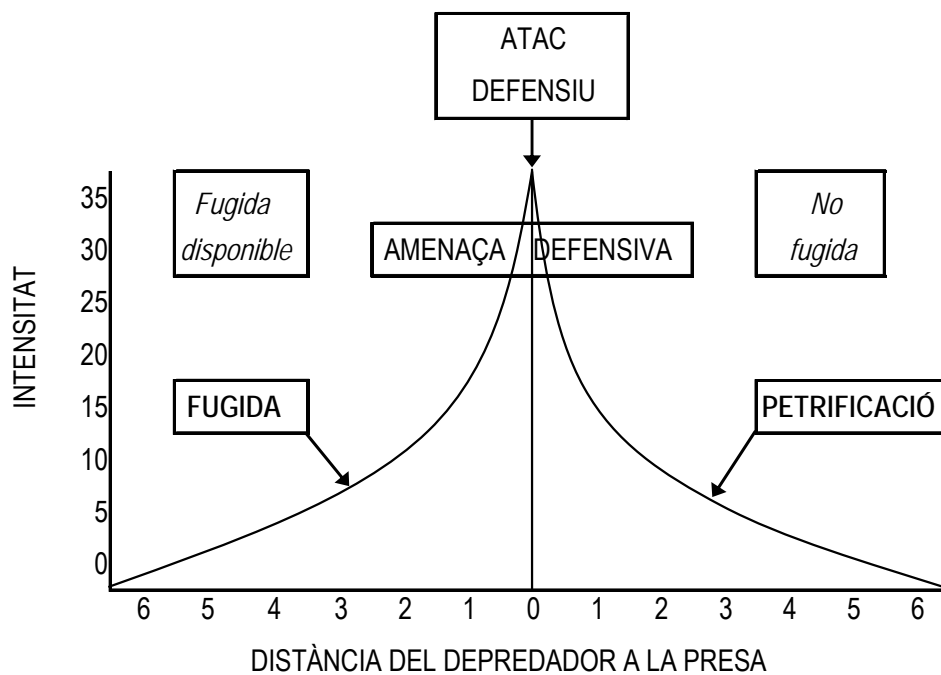 ATAC
DEFENSIU
Fugida
disponible
No
fugida
AMENAÇA DEFENSIVA
FUGIDA
PETRIFICACIÓ
INTENSITAT
35
30
25
20
15
10
5
0
6 5 4 3 2 1 0 1 2 3 4 5 6
DISTÀNCIA DEL DEPREDADOR A LA PRESA